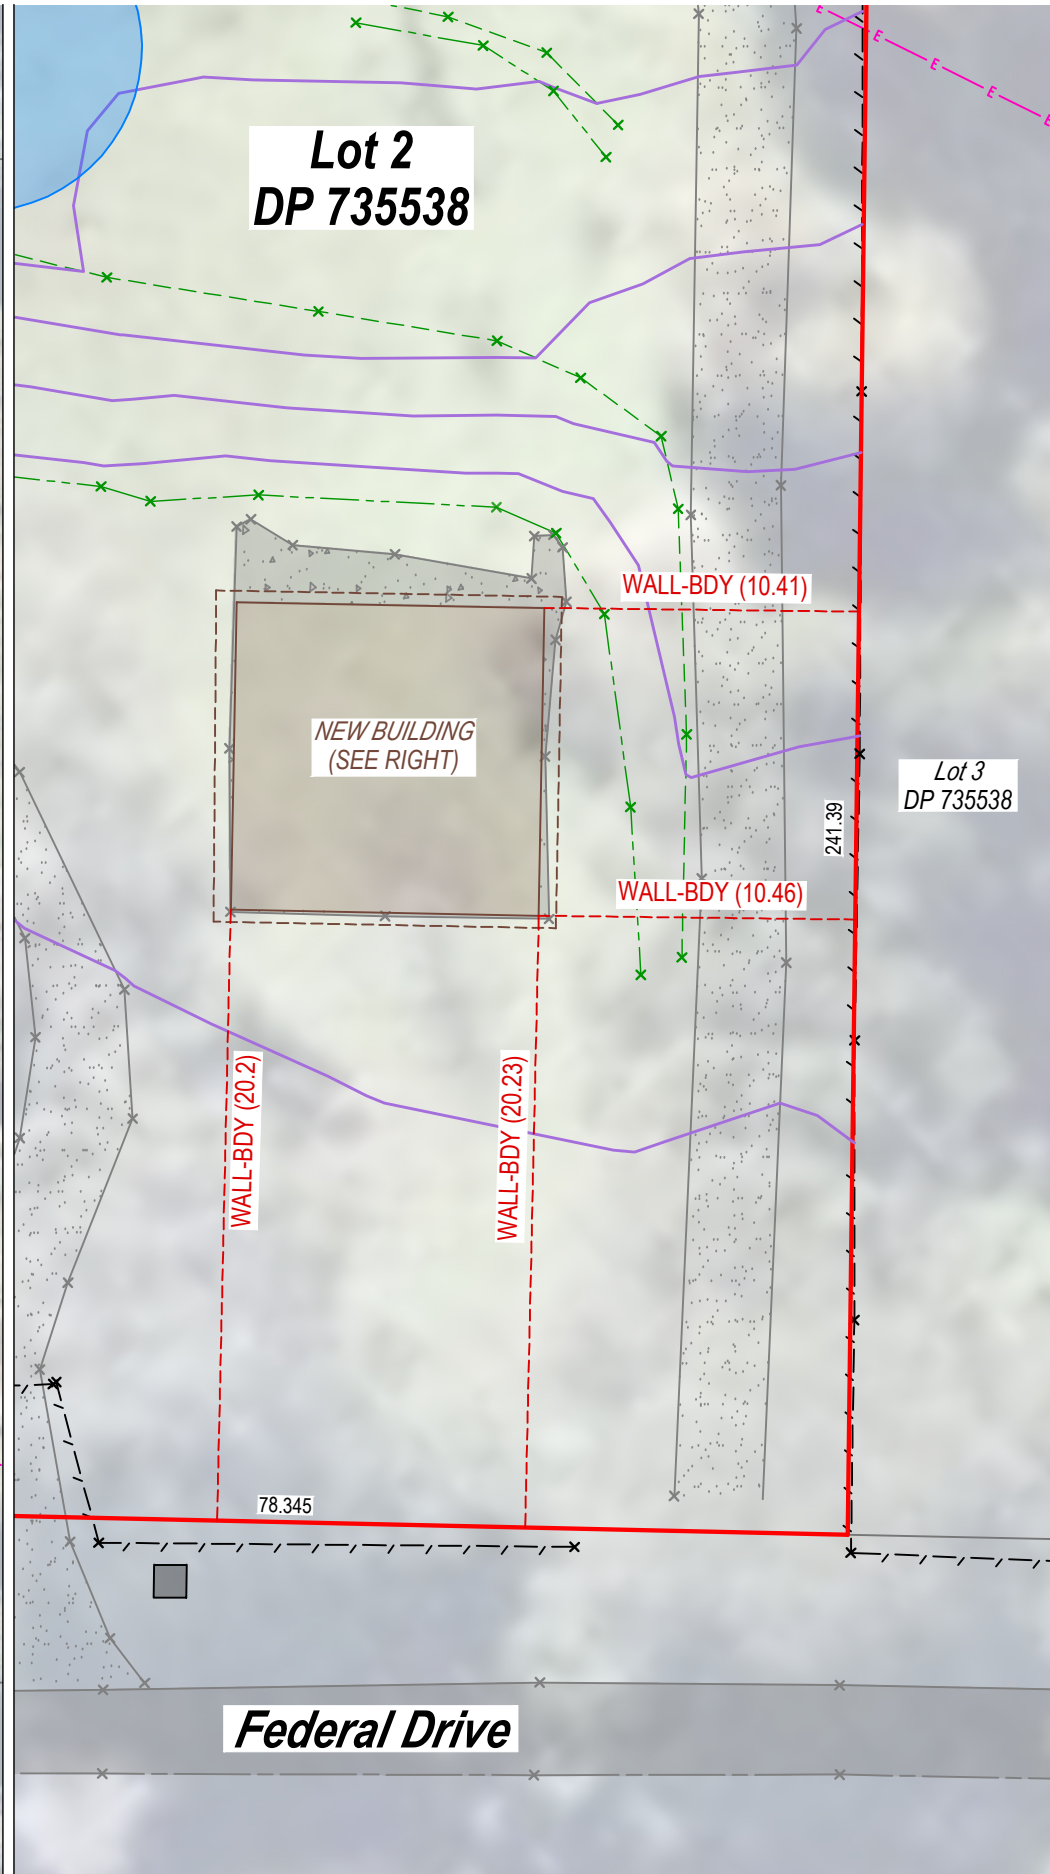 E
E
E
E
E
Lot 2
DP 735538
WALL-BDY (10.41)
NEW BUILDING
(SEE RIGHT)
Lot 3
DP 735538
241.39
WALL-BDY (10.46)
WALL-BDY (20.2)
WALL-BDY (20.23)
78.345
Federal Drive